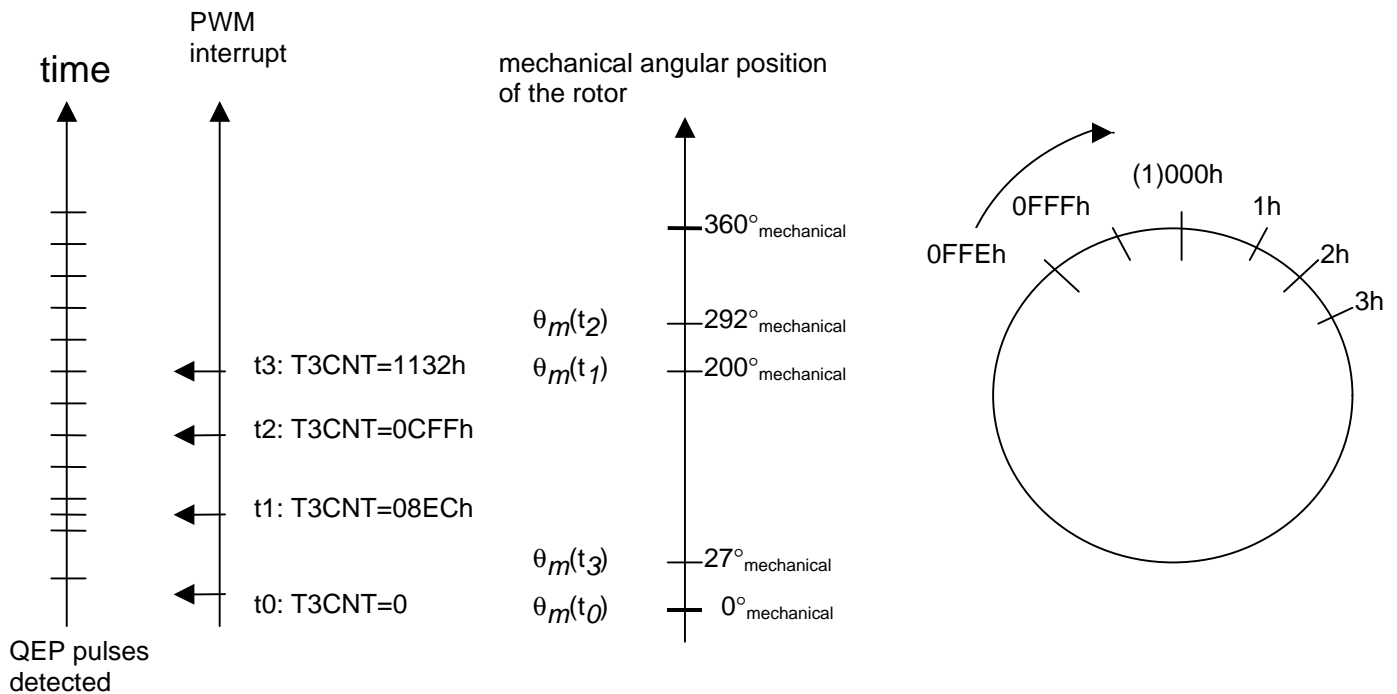 PWM
interrupt
time
mechanical angular position
of the rotor
(1)000h
0FFFh
1h
0FFEh
2h
3h
360°mechanical
θm(t2)
292°mechanical
t3: T3CNT=1132h
θm(t1)
200°mechanical
t2: T3CNT=0CFFh
t1: T3CNT=08ECh
θm(t3)
27°mechanical
t0: T3CNT=0
θm(t0)
0°mechanical
QEP pulses
detected